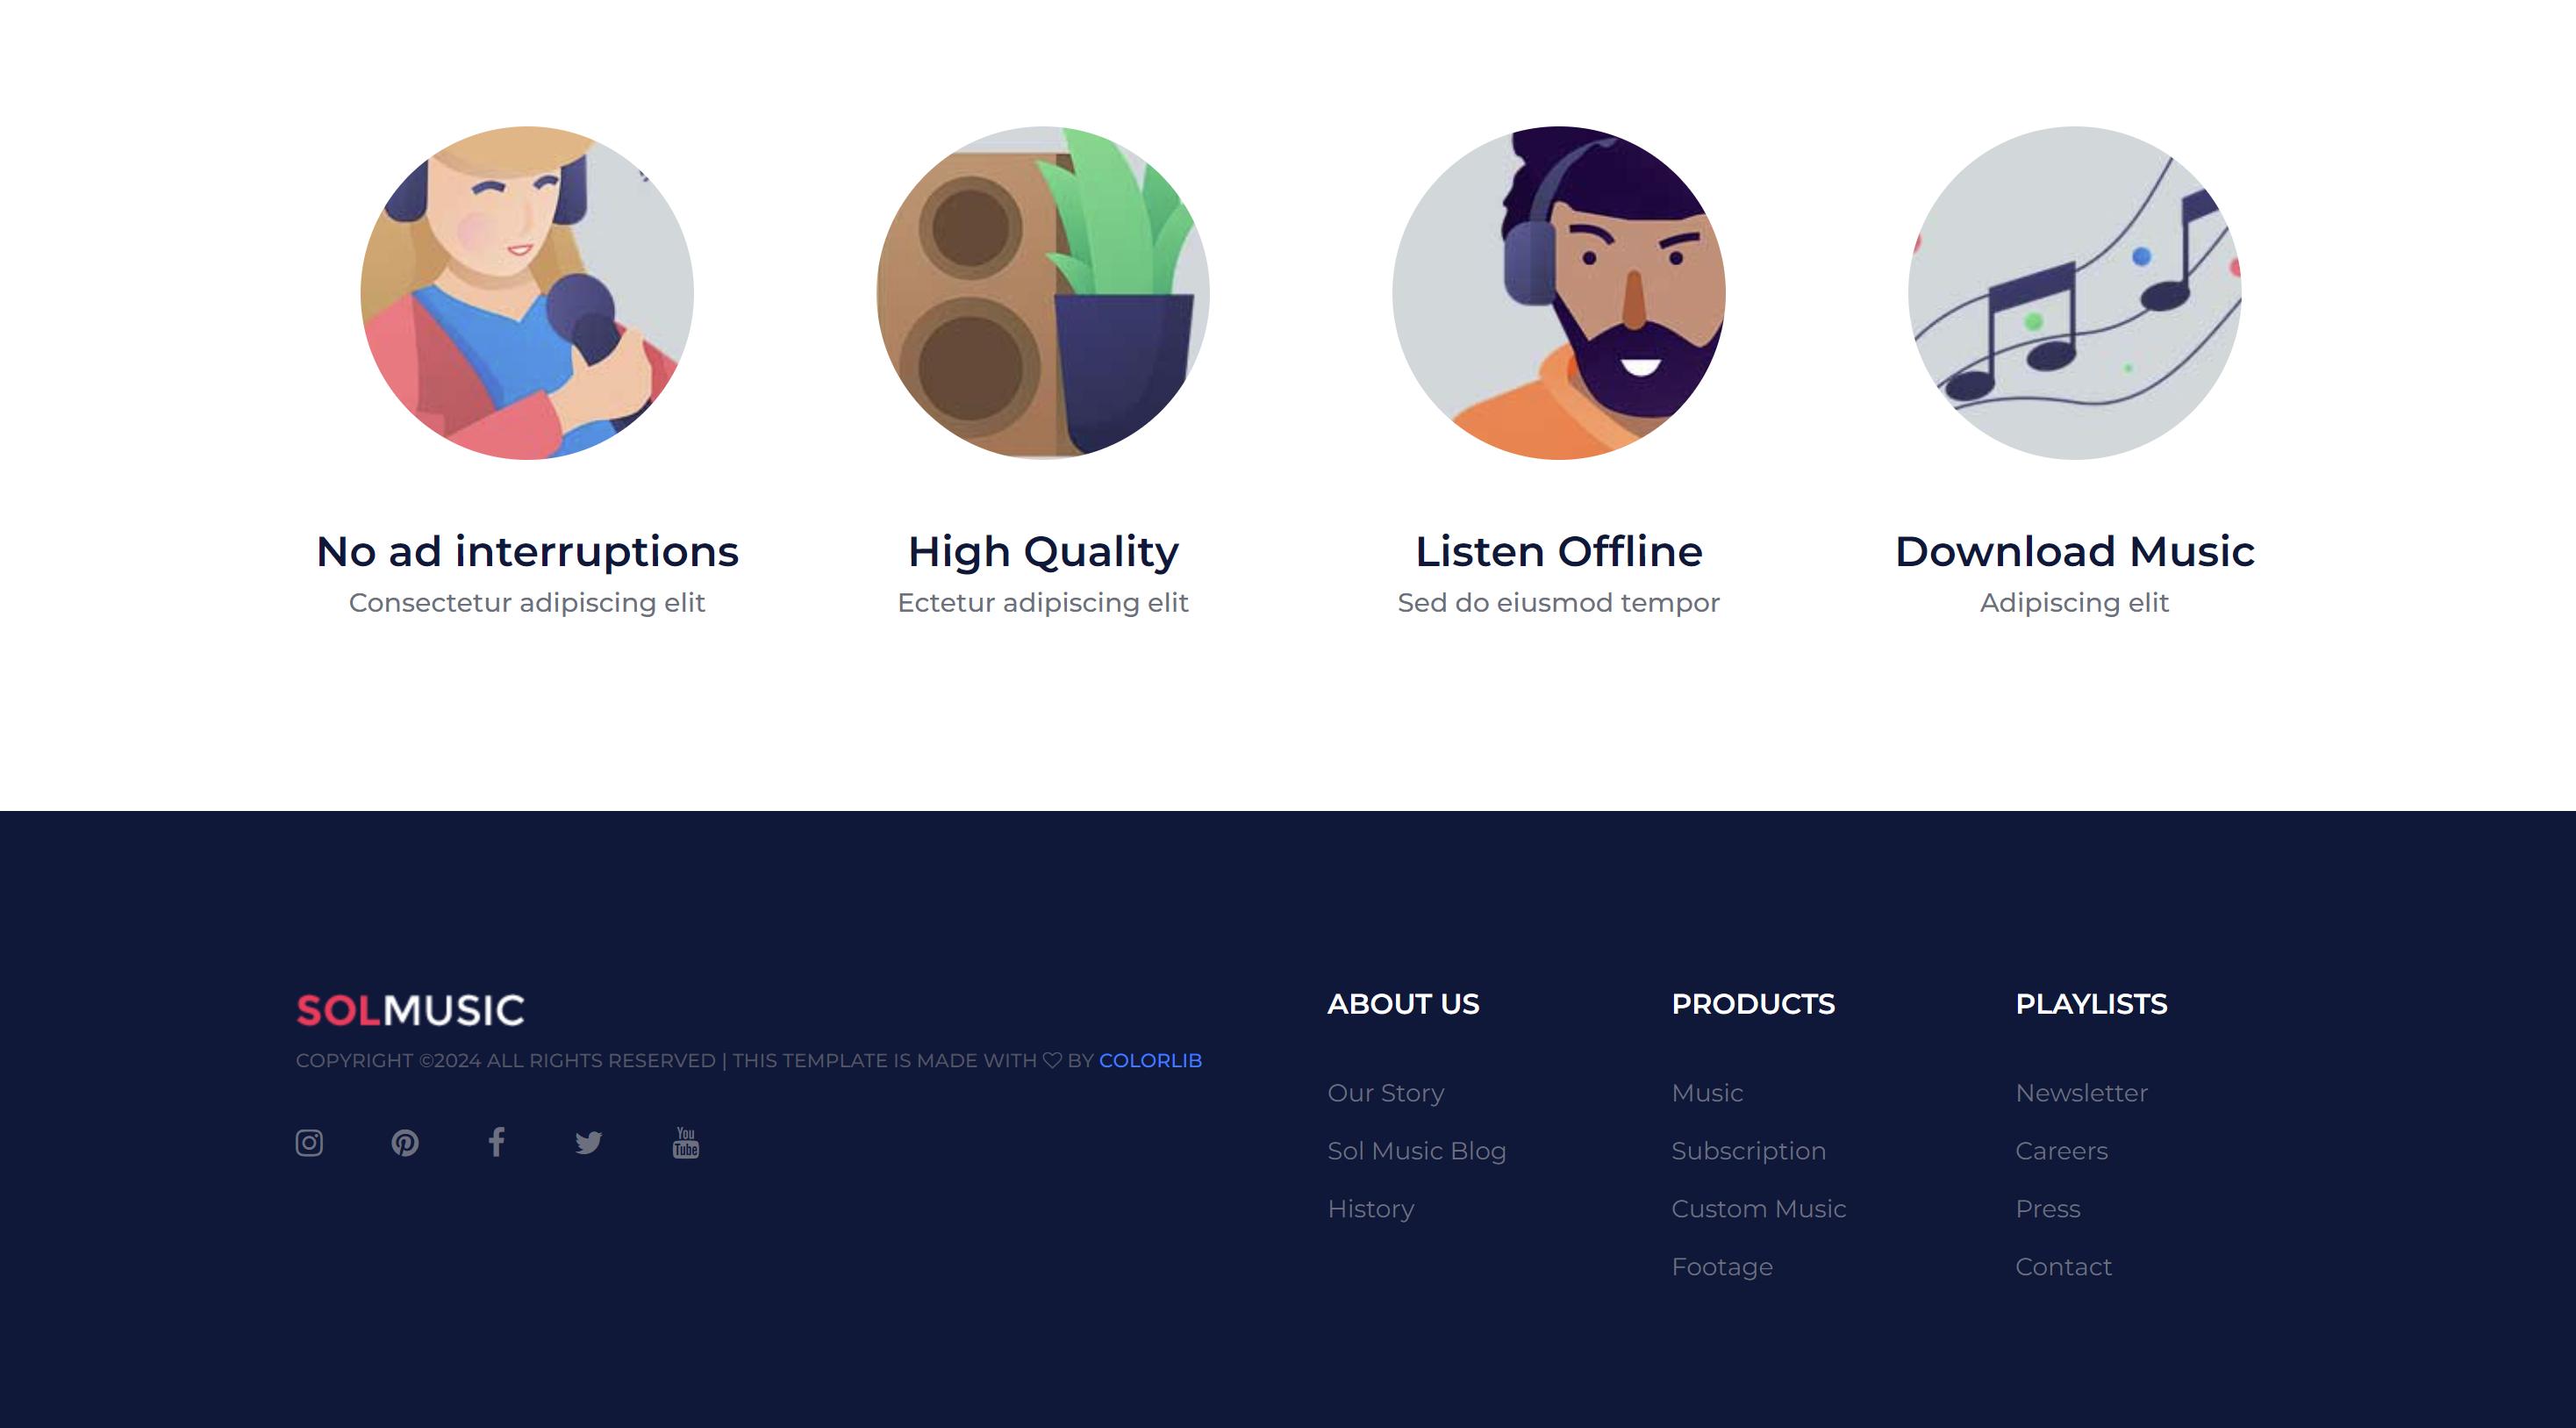 No ad interruptions
Consectetur adipiscing elit
High Quality
Ectetur adipiscing elit
Listen Offline
Sed do eiusmod tempor
Download Music
Adipiscing elit
SOLMUSIC
COPYRIGHT ©2024 ALL RIGHTS RESERVED | THIS TEMPLATE IS MADE WITH ♡ BY COLORLIB
You
Tube
ABOUT US
Our Story
Sol Music Blog
History
PRODUCTS
Music
Subscription
Custom Music
Footage
PLAYLISTS
Newsletter
Careers
Press
Contact